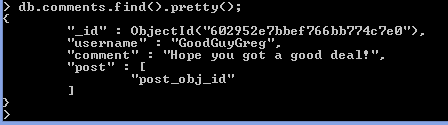 > db.comments.find().pretty();
{
        "_id" : ObjectId("602952e7bbef766bb774c7e0"),
        "username" : "GoodGuyGreg",
        "comment" : "Hope you got a good deal!",
        "post" : [
                "post_obj_id"
        ]
}
>